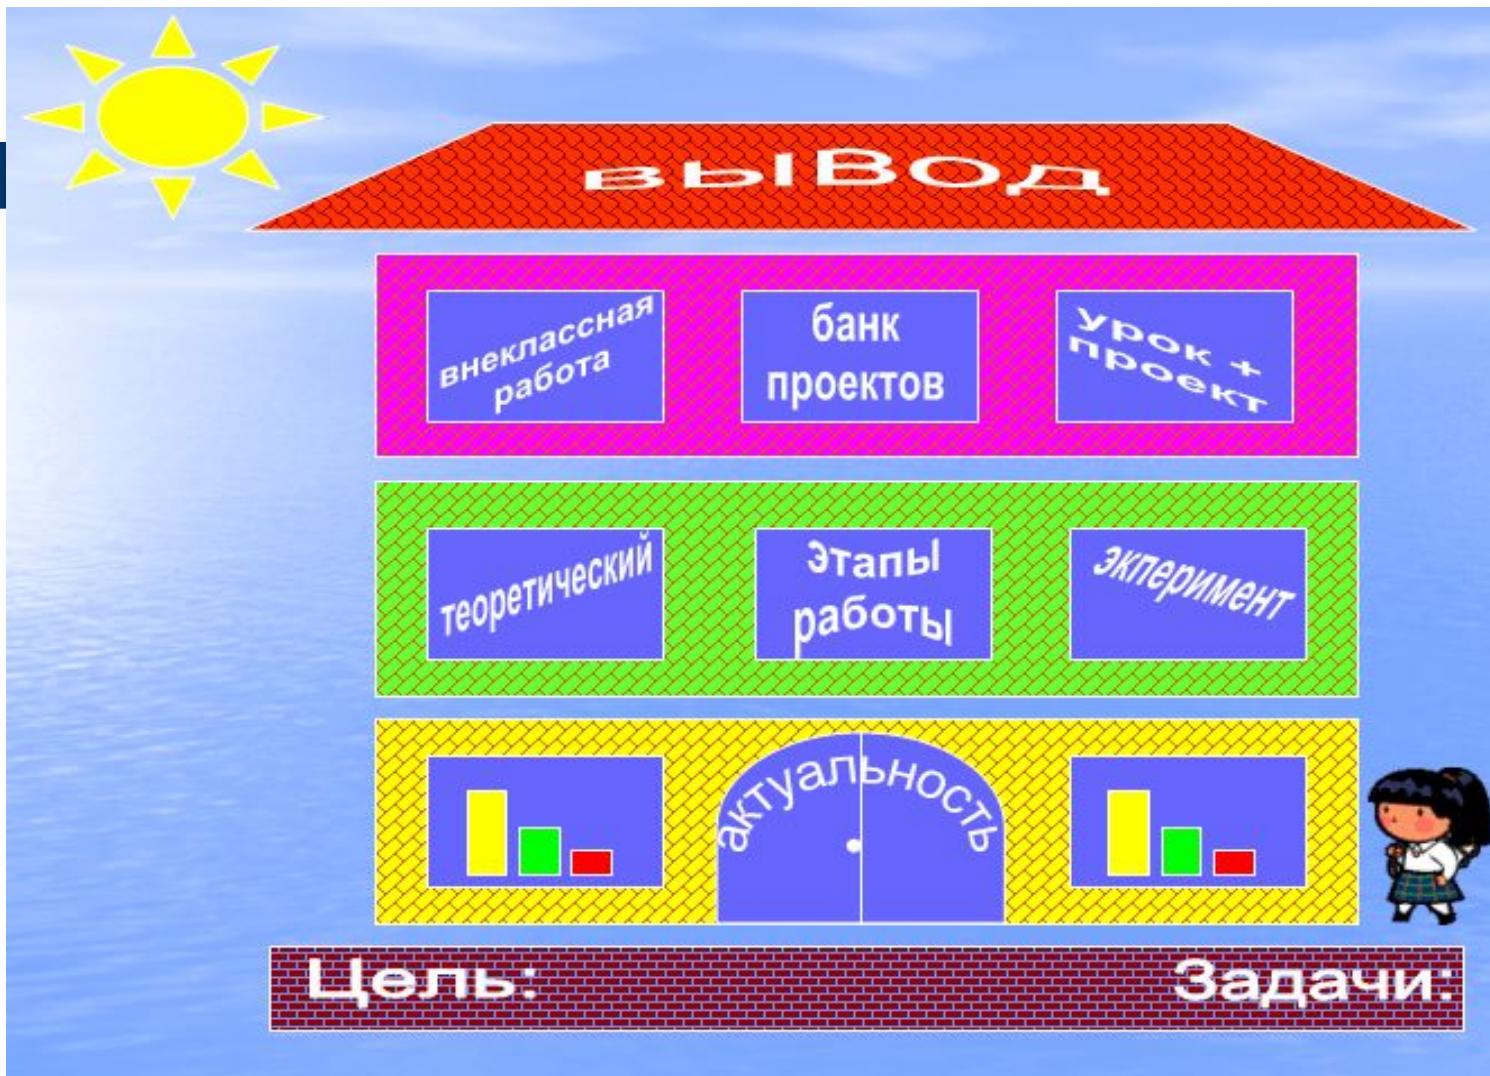 вывод
внеклассная
работа
банк
проектов
урок +
проект
теоретический
этапы
работы
экперимент
актуальность
Цель:
Задачи: